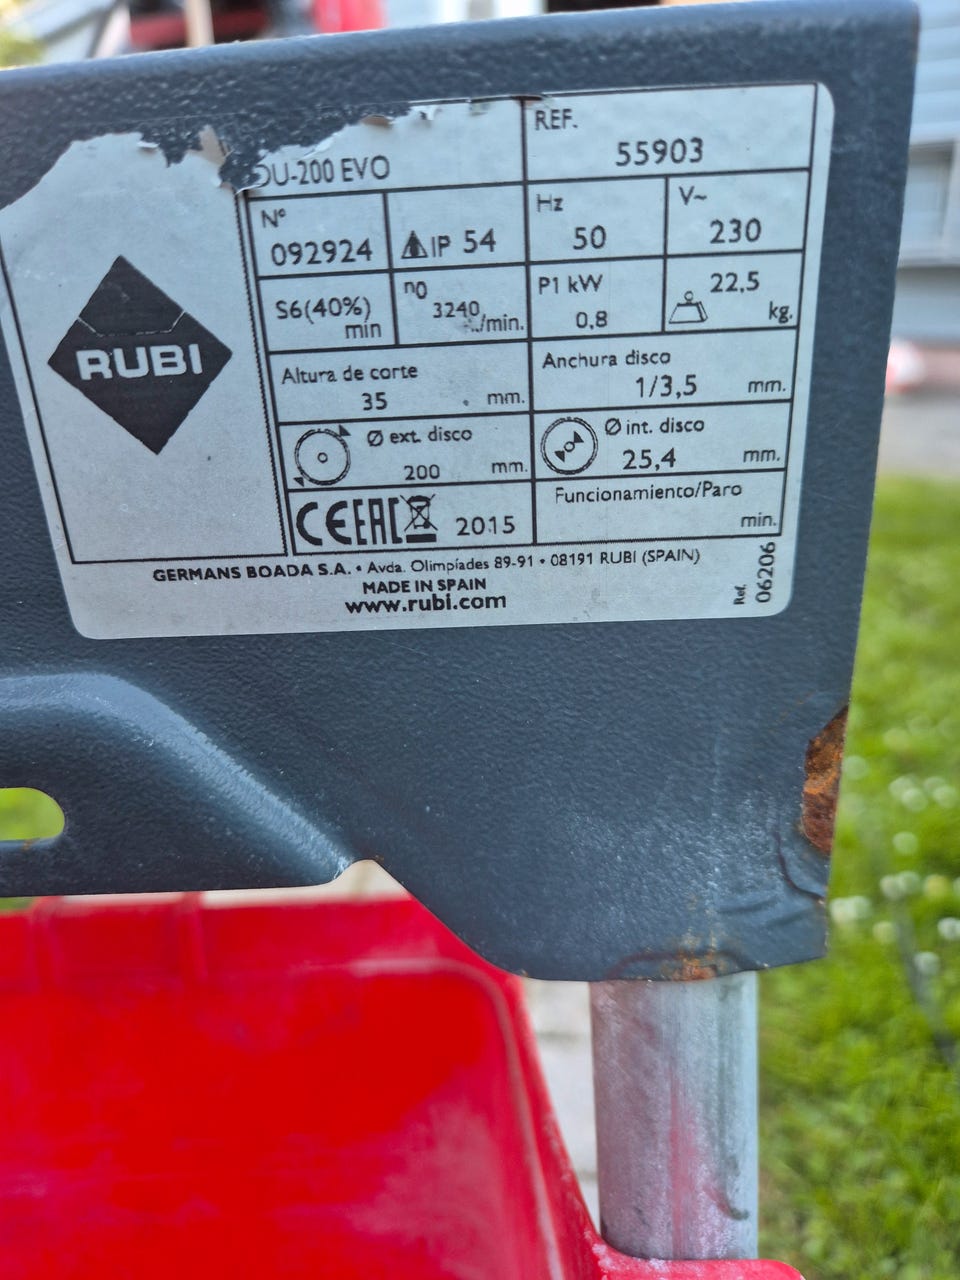 RUBI
DU-200 EVO
REF.
55903
Nº
092924
IP 54
Hz
50
V~
230
S6(40%)
min
n0
3240
/min.
P1 kW
0,8
22,5
kg.
Altura de corte
35 mm.
Anchura disco
1/3,5 mm.
Ø ext. disco
200 mm.
Ø int. disco
25,4 mm.
CE EAC 2015
Funcionamiento/Paro
min.
GERMANS BOADA S.A. • Avda. Olimpíades 89-91 • 08191 RUBI (SPAIN)
MADE IN SPAIN
www.rubi.com
Ref.
06206